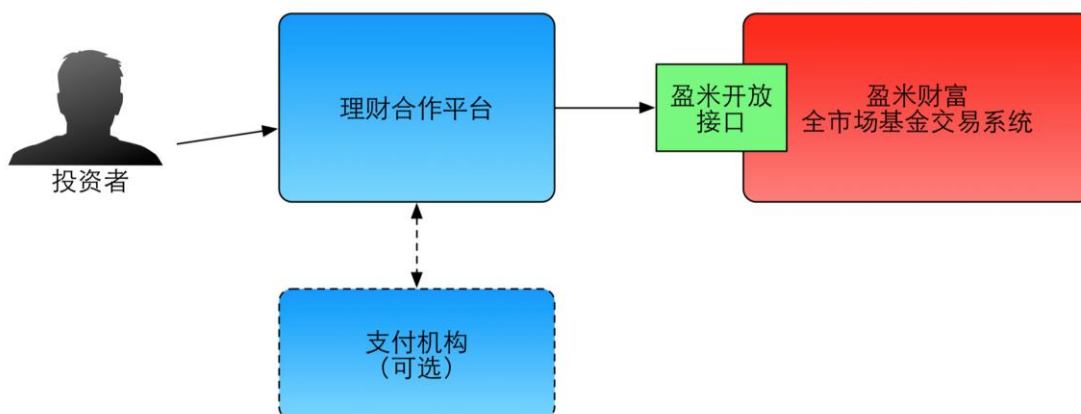 投资者
理财合作平台
盈米开放
接口
盈米财富
全市场基金交易系统
支付机构
（可选）